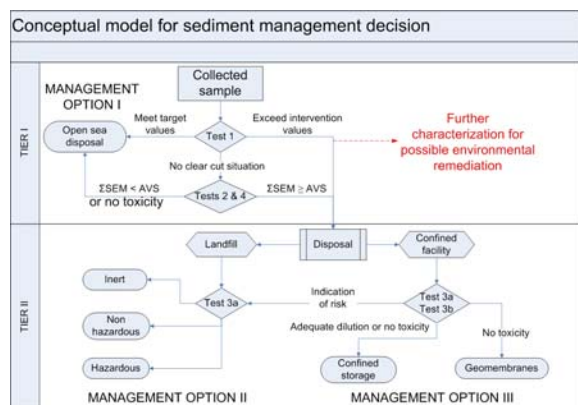 Conceptual model for sediment management decision
TIER I
MANAGEMENT
OPTION I
Collected
sample
Meet target
values
Exceed intervention
values
Open sea
disposal
Test 1
Further
characterization for
possible environmental
remediation
No clear cut situation
ΣSEM < AVS
or no toxicity
Tests 2 & 4
ΣSEM ≥ AVS
TIER II
Landfill
Disposal
Confined
facility
Inert
Test 3a
Indication
of risk
Test 3a
Test 3b
Non
hazardous
Adequate dilution or no toxicity
No toxicity
Hazardous
Confined
storage
Geomembranes
MANAGEMENT OPTION II
MANAGEMENT OPTION III